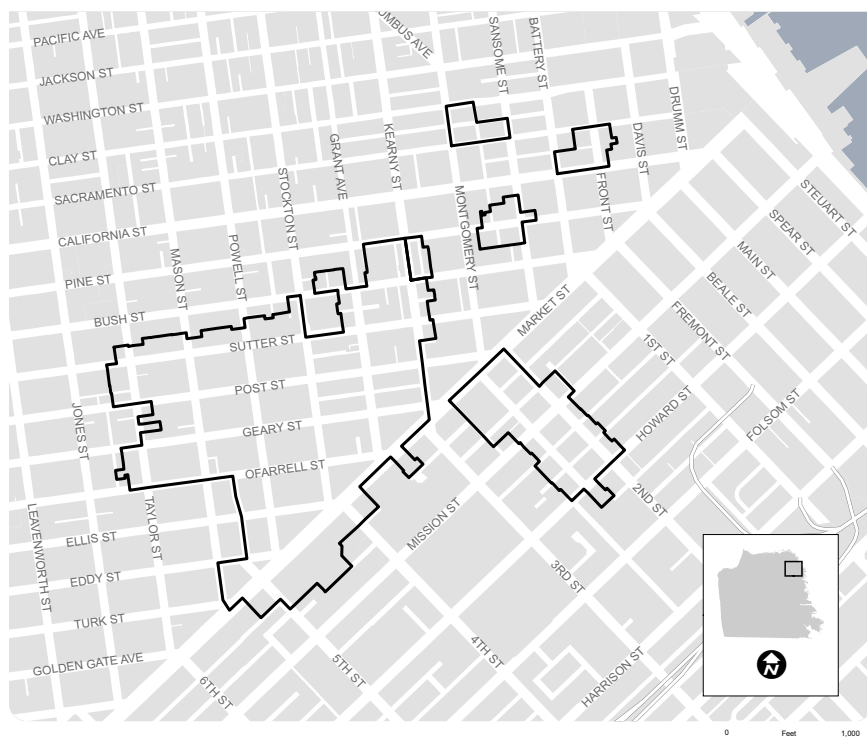 PACIFIC AVE
JACKSON ST
WASHINGTON ST
CLAY ST
SACRAMENTO ST
CALIFORNIA ST
PINE ST
BUSH ST
SUTTER ST
POST ST
GEARY ST
OFARRELL ST
ELLIS ST
EDDY ST
TURK ST
GOLDEN GATE AVE
LEAVENWORTH ST
JONES ST
TAYLOR ST
MASON ST
POWELL ST
STOCKTON ST
GRANT AVE
KEARNY ST
UMBUS AVE
MONTGOMERY ST
SANSOME ST
BATTERY ST
FRONT ST
DAVIS ST
DRUMM ST
STEUART ST
SPEAR ST
MAIN ST
BEALE ST
FREMONT ST
1ST ST
MARKET ST
HOWARD ST
FOLSOM ST
2ND ST
MISSION ST
3RD ST
4TH ST
5TH ST
6TH ST
HARRISON ST
N
0 Feet 1,000